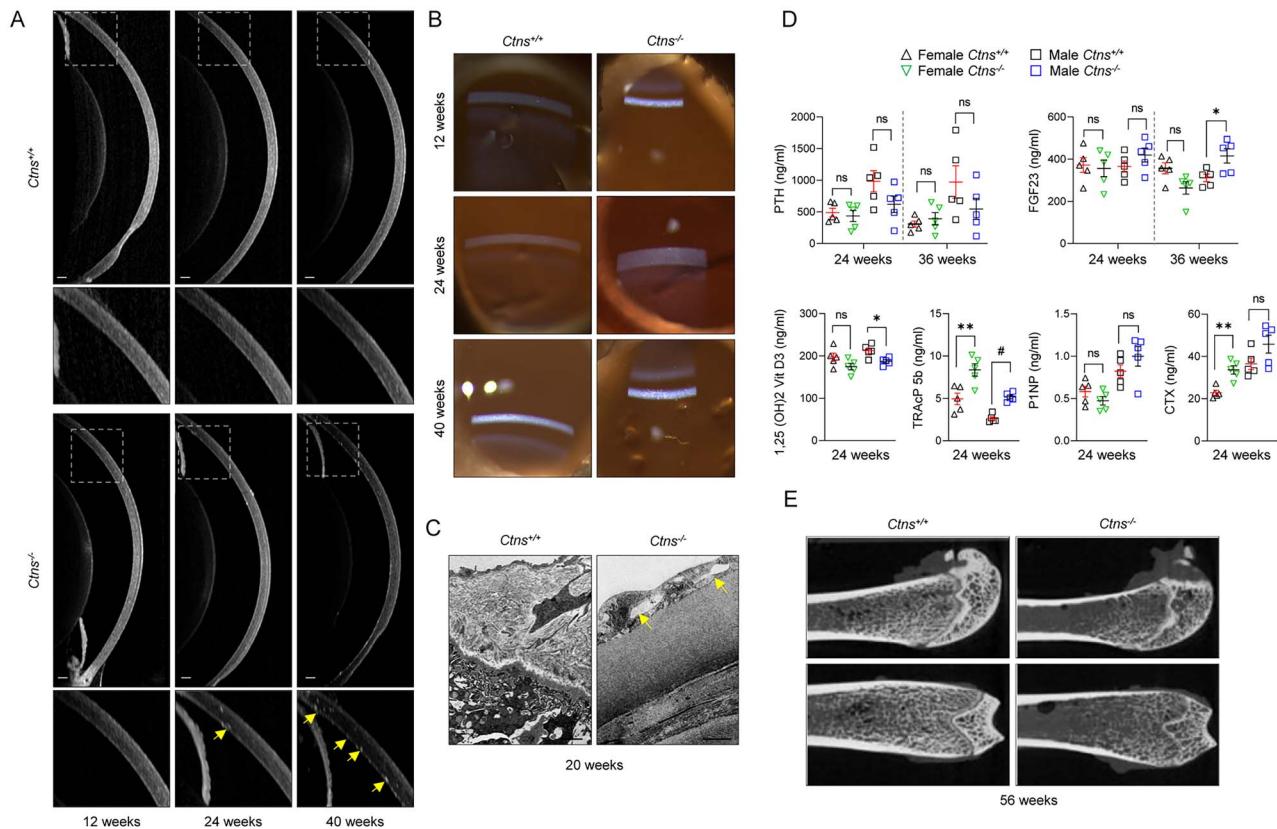 A
Ctns+/+
Ctns-/-
12 weeks
24 weeks
40 weeks
B
Ctns+/+
Ctns-/-
12 weeks
24 weeks
40 weeks
C
Ctns+/+
Ctns-/-
20 weeks
D
Female Ctns+/+
Male Ctns+/+
Female Ctns-/-
Male Ctns-/-
PTH (ng/ml)
2000
1500
1000
500
0
ns
ns
ns
ns
24 weeks
36 weeks
FGF23 (ng/ml)
800
600
400
200
0
ns
ns
ns
*
24 weeks
36 weeks
1,25 (OH)2 Vit D3 (ng/ml)
300
200
100
0
ns
*
24 weeks
TRAcP 5b (ng/ml)
15
10
5
0
**
#
24 weeks
P1NP (ng/ml)
1.5
1.0
0.5
0.0
ns
ns
24 weeks
CTX (ng/ml)
60
40
20
0
**
ns
24 weeks
E
Ctns+/+
Ctns-/-
56 weeks